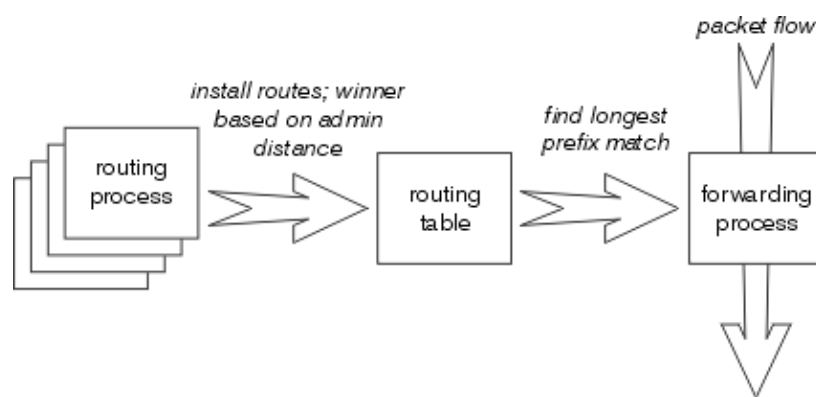 packet flow
install routes; winner
based on admin
distance
find longest
prefix match
routing
process
routing
table
forwarding
process